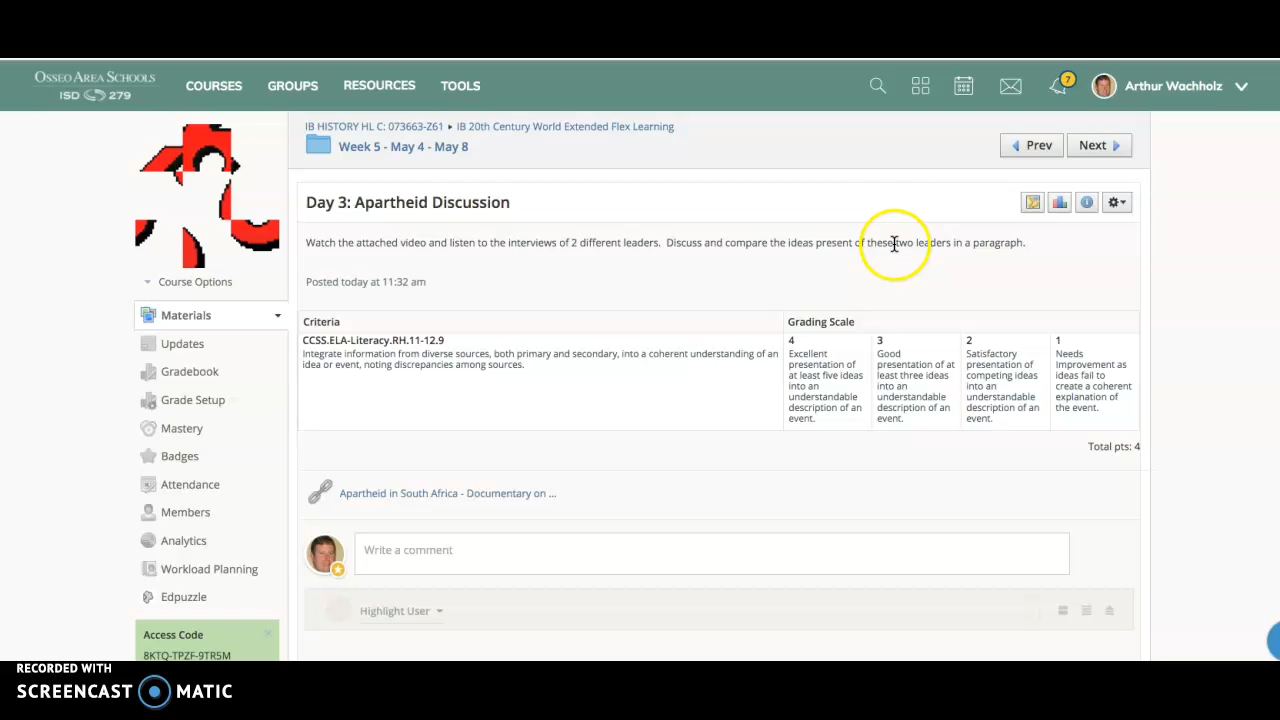 OSSEO AREA SCHOOLS
ISD 279
COURSES
GROUPS
RESOURCES
TOOLS
7
Arthur Wachholz
IB HISTORY HL C: 073663-Z61 ▸ IB 20th Century World Extended Flex Learning
Week 5 - May 4 - May 8
Prev
Next
Day 3: Apartheid Discussion
Watch the attached video and listen to the interviews of 2 different leaders. Discuss and compare the ideas present of these two leaders in a paragraph.
Posted today at 11:32 am
Course Options
Materials
Updates
Gradebook
Grade Setup
Mastery
Badges
Attendance
Members
Analytics
Workload Planning
Edpuzzle
Access Code
8KTQ-TPZF-9TR5M
Criteria
Grading Scale
CCSS.ELA-Literacy.RH.11-12.9
Integrate information from diverse sources, both primary and secondary, into a coherent understanding of an
idea or event, noting discrepancies among sources.
4
Excellent
presentation of
at least five ideas
into an
understandable
description of an
event.
3
Good
presentation of at
least three ideas
into an
understandable
description of an
event.
2
Satisfactory
presentation of
competing ideas
into an
understandable
description of an
event.
1
Needs
Improvement as
ideas fail to
create a coherent
explanation of
the event.
Total pts: 4
Apartheid in South Africa - Documentary on ...
Write a comment
Highlight User
RECORDED WITH
SCREENCAST MATIC